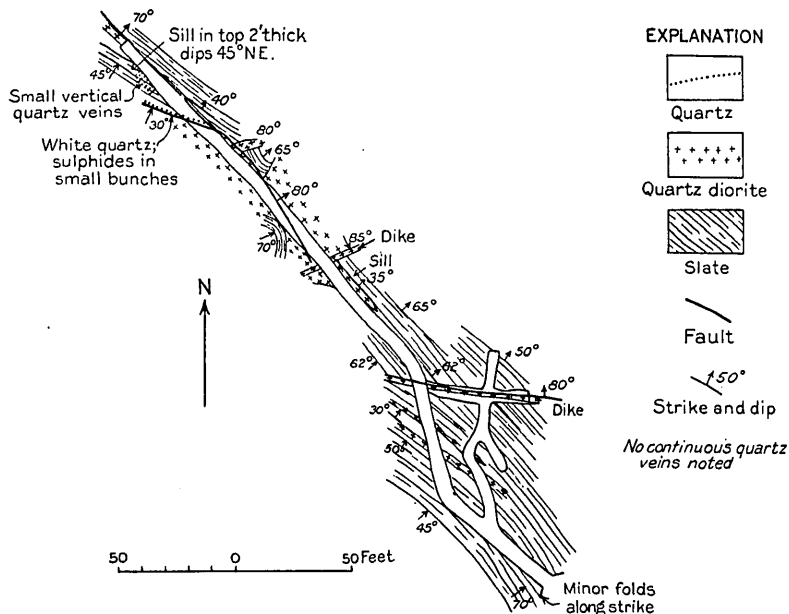 70°
Sill in top 2' thick
dips 45° NE.
45°
40°
Small vertical
quartz veins
30°
White quartz;
sulphides in
small bunches
80°
65°
80°
70°
85°
Dike
Sill
35°
65°
N
62°
62°
50°
80°
Dike
30°
50°
45°
70°
Minor folds
along strike
50
0
50 Feet
EXPLANATION
Quartz
Quartz diorite
Slate
Fault
50°
Strike and dip
No continuous quartz
veins noted